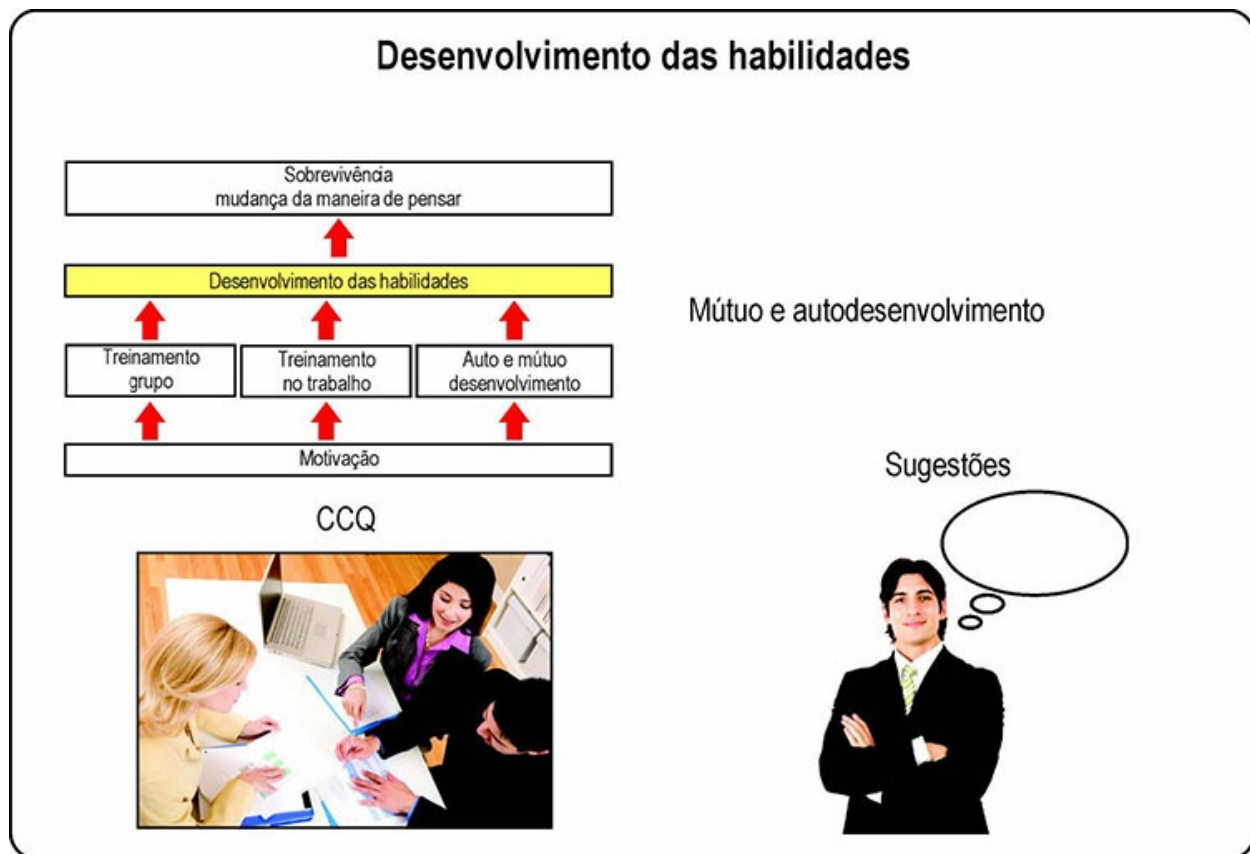 Desenvolvimento das habilidades
Sobrevivência
mudança da maneira de pensar
Desenvolvimento das habilidades
Treinamento
grupo
Treinamento
no trabalho
Auto e mútuo
desenvolvimento
Motivação
Mútuo e autodesenvolvimento
CCQ
Sugestões